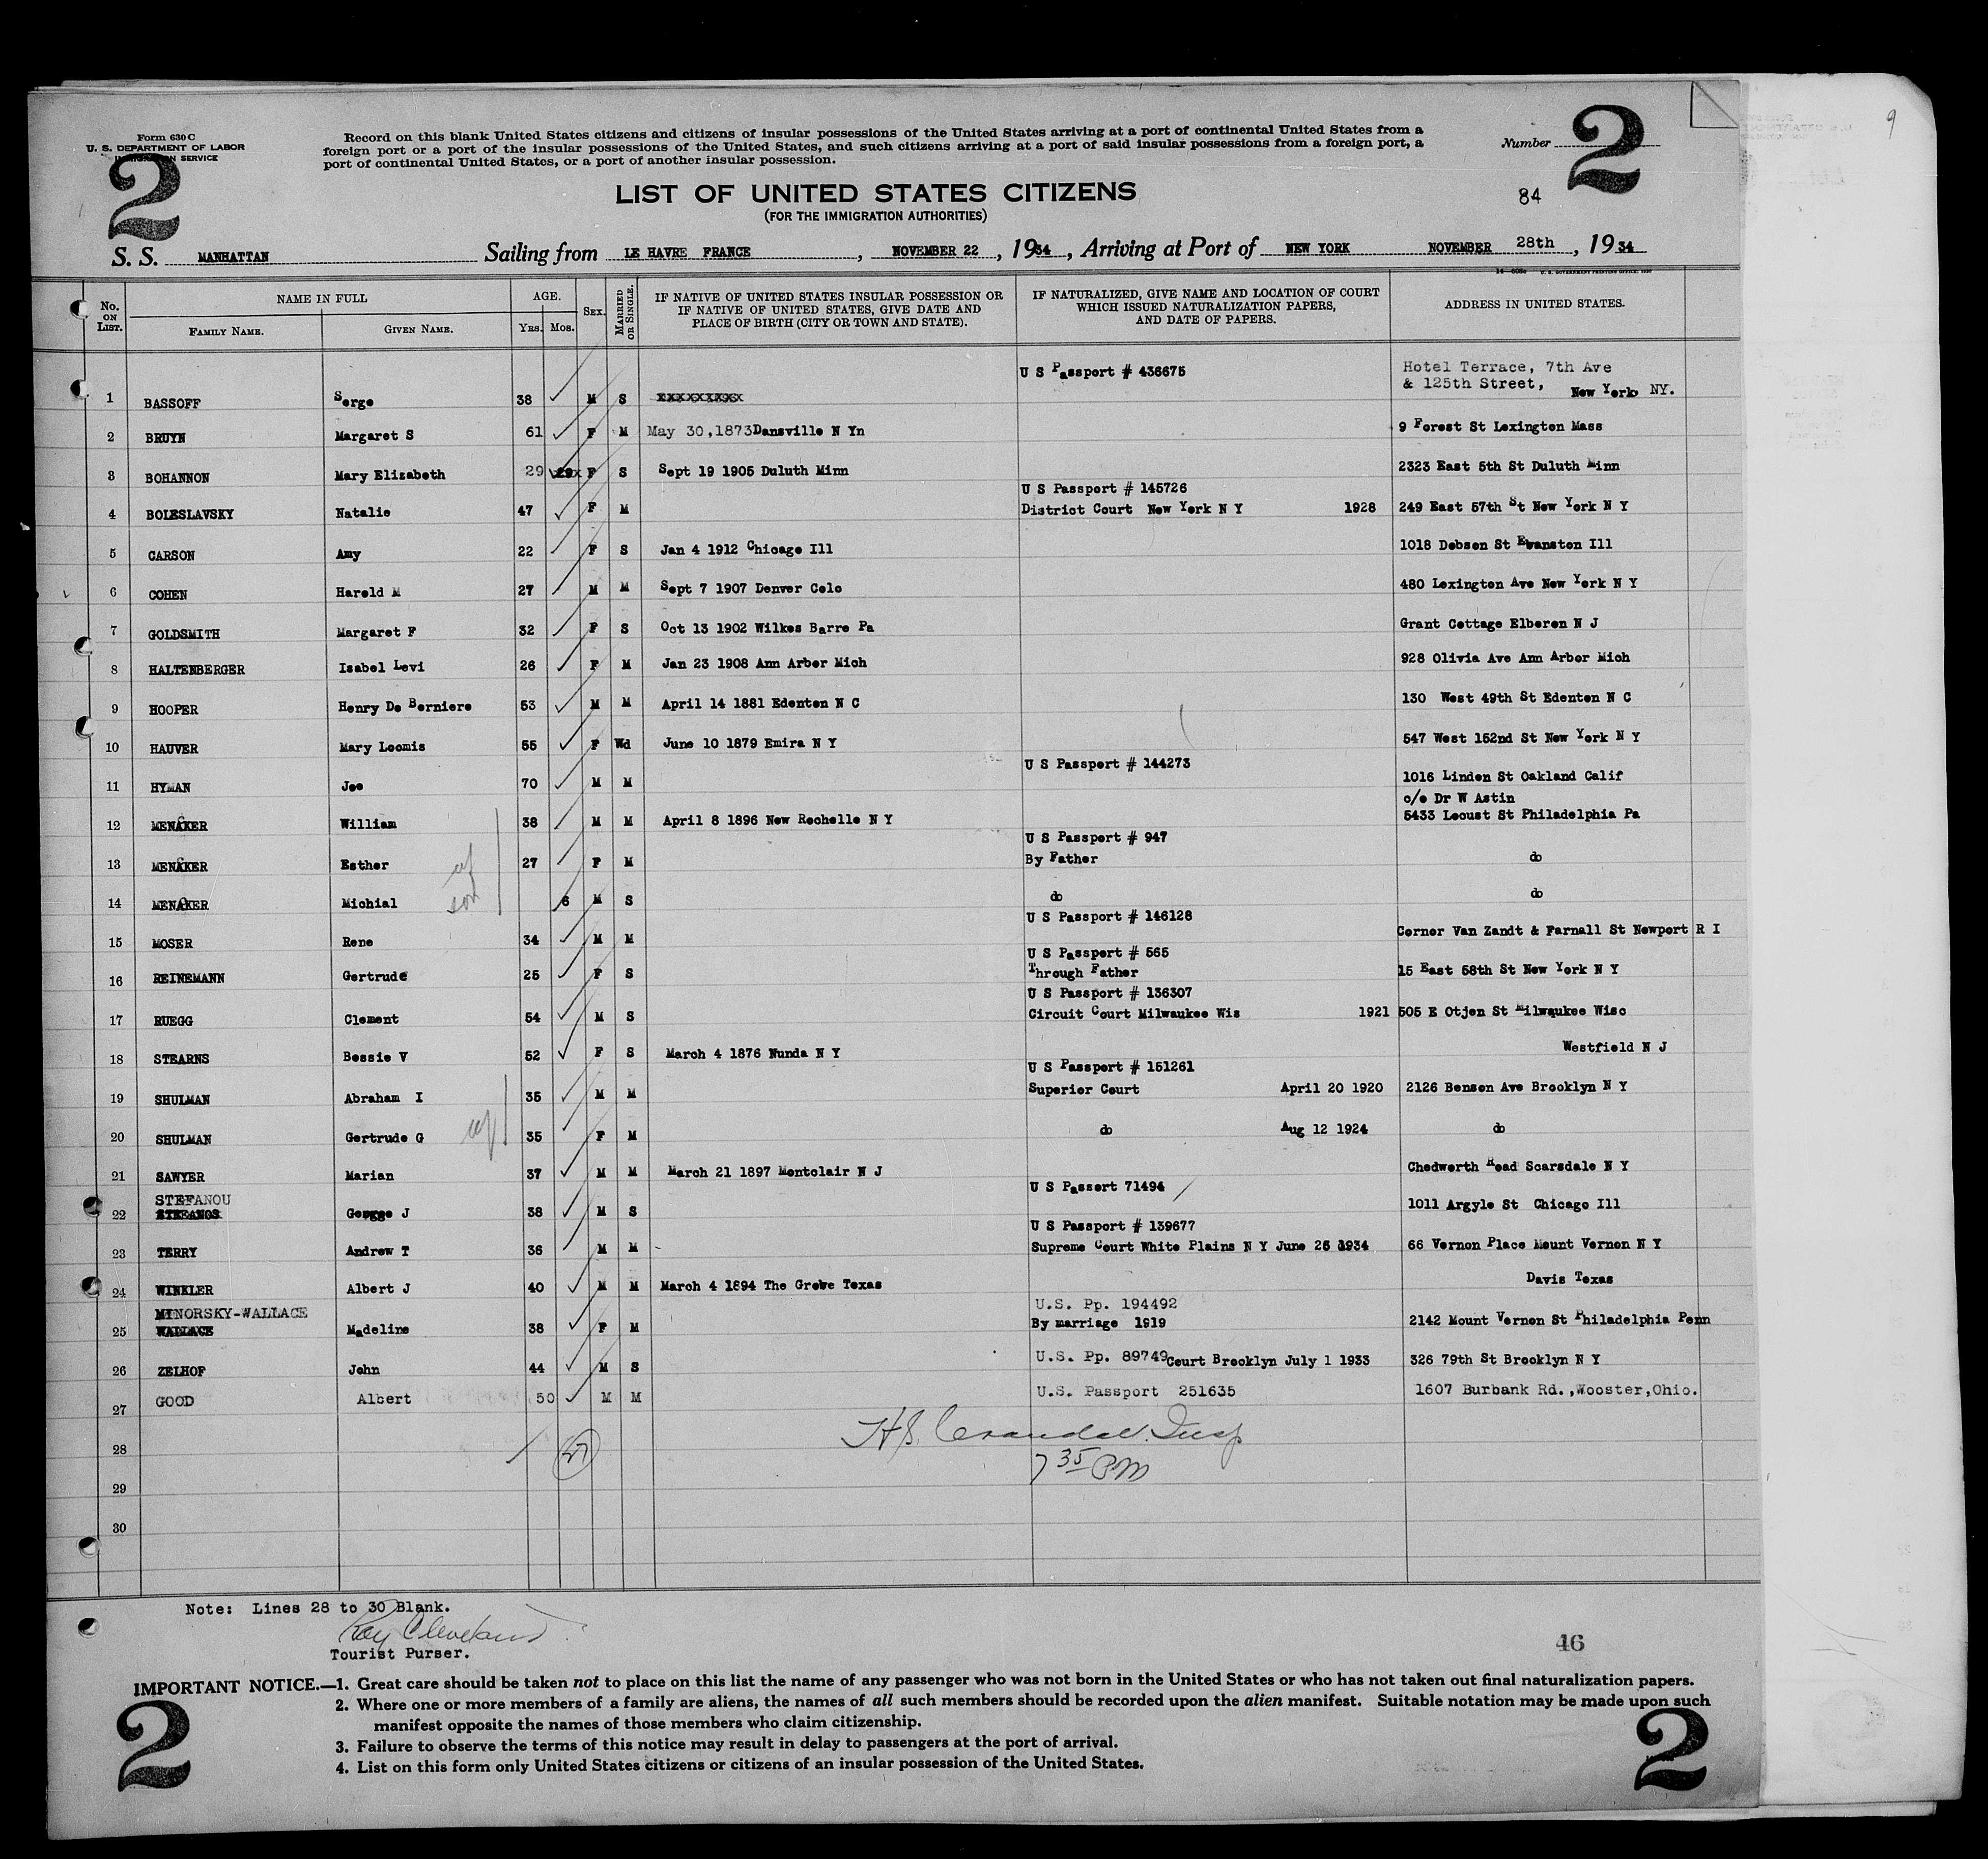 Form 630 C
U. S. DEPARTMENT OF LABOR
IMMIGRATION SERVICE
2
Record on this blank United States citizens and citizens of insular possessions of the United States arriving at a port of continental United States from a
foreign port or a port of the insular possessions of the United States, and such citizens arriving at a port of said insular possessions from a foreign port, a
port of continental United States, or a port of another insular possession.
Number
2
9
LIST OF UNITED STATES CITIZENS
(FOR THE IMMIGRATION AUTHORITIES)
84
S. S. MANHATTAN Sailing from LE HAVRE FRANCE, NOVEMBER 22, 1934, Arriving at Port of NEW YORK NOVEMBER 28th, 1934
No. ON LIST. NAME IN FULL FAMILY NAME. GIVEN NAME. AGE. YRS. MOS. SEX. MARRIED OR SINGLE.
IF NATIVE OF UNITED STATES INSULAR POSSESSION OR
IF NATIVE OF UNITED STATES, GIVE DATE AND
PLACE OF BIRTH (CITY OR TOWN AND STATE).
IF NATURALIZED, GIVE NAME AND LOCATION OF COURT
WHICH ISSUED NATURALIZATION PAPERS,
AND DATE OF PAPERS.
ADDRESS IN UNITED STATES.
U S Passport # 436675 Hotel Terrace, 7th Ave
& 125th Street,
1 BASSOFF Serge 38 M S xxxxxxxxx New York, NY.
2 BRUYN Margaret S 61 F M May 30,1873 Dansville N Yn 9 Forest St Lexington Mass
3 BOHANNON Mary Elizabeth 29 F S Sept 19 1905 Duluth Minn 2323 East 5th St Duluth Minn
U S Passport # 145726
4 BOLESLAVSKY Natalie 47 F M District Court New York N Y 1928 249 East 57th St New York N Y
5 CARSON Amy 22 F S Jan 4 1912 Chicago Ill 1018 Dobson St Evanston Ill
6 COHEN Harold M 27 M M Sept 7 1907 Denver Colo 480 Lexington Ave New York N Y
7 GOLDSMITH Margaret F 32 F S Oct 13 1902 Wilkes Barre Pa Grant Cottage Elberon N J
8 HALTENBERGER Isabel Levi 26 F M Jan 23 1908 Ann Arbor Mich 928 Olivia Ave Ann Arbor Mich
9 HOOPER Henry De Berniere 53 M M April 14 1881 Edenton N C 130 West 49th St Edenton N C
10 HAUVER Mary Loomis 55 F Wd June 10 1879 Emira N Y 547 West 152nd St New York N Y
U S Passport # 144273
11 HYMAN Joe 70 M M 1016 Linden St Oakland Calif
c/o Dr W Astin
12 MENAKER William 38 M M April 8 1896 New Rochelle N Y 5433 Locust St Philadelphia Pa
U S Passport # 947
13 MENAKER Esther wf 27 F M By Father do
14 MENAKER Michial son 6 M S do do
U S Passport # 146128
15 MOSER Rene 34 M M Corner Van Zandt & Farnall St Newport R I
U S Passport # 565
16 REINEMANN Gertrude 25 F S Through Father 15 East 58th St New York N Y
U S Passport # 136307
17 RUEGG Clement 54 M S Circuit Court Milwaukee Wis 1921 505 E Otjen St Milwaukee Wisc
18 STEARNS Bessie V 52 F S March 4 1876 Nunda N Y Westfield N J
U S Passport # 151261
19 SHULMAN Abraham I 35 M M Superior Court April 20 1920 2126 Benson Ave Brooklyn N Y
20 SHULMAN Gertrude G wf 35 F M do Aug 12 1924 do
21 SAWYER Marian 37 M M March 21 1897 Montclair N J Chedworth Road Scarsdale N Y
STEFANOU U S Passort 71494
22 George J 38 M S 1011 Argyle St Chicago Ill
U S Passport # 139677
23 TERRY Andrew T 36 M M Supreme Court White Plains N Y June 26 1934 66 Vernon Place Mount Vernon N Y
24 WINKLER Albert J 40 M M March 4 1894 The Grove Texas Davis Texas
MINORSKY-WALLACE U.S. Pp. 194492
25 WALLACE Madeline 38 F M By marriage 1919 2142 Mount Vernon St Philadelphia Penn
26 ZELHOF John 44 M S U.S. Pp. 89749 Court Brooklyn July 1 1933 326 79th St Brooklyn N Y
27 GOOD Albert 50 M M U.S. Passport 251635 1607 Burbank Rd.,Wooster,Ohio.
28 27 H.S. Crandal Insp
7 35 PM
29
30
Note: Lines 28 to 30 Blank.
Ray Cleveland
Tourist Purser.
46
IMPORTANT NOTICE.—1. Great care should be taken not to place on this list the name of any passenger who was not born in the United States or who has not taken out final naturalization papers.
2. Where one or more members of a family are aliens, the names of all such members should be recorded upon the alien manifest. Suitable notation may be made upon such
manifest opposite the names of those members who claim citizenship.
3. Failure to observe the terms of this notice may result in delay to passengers at the port of arrival.
4. List on this form only United States citizens or citizens of an insular possession of the United States.
2
2